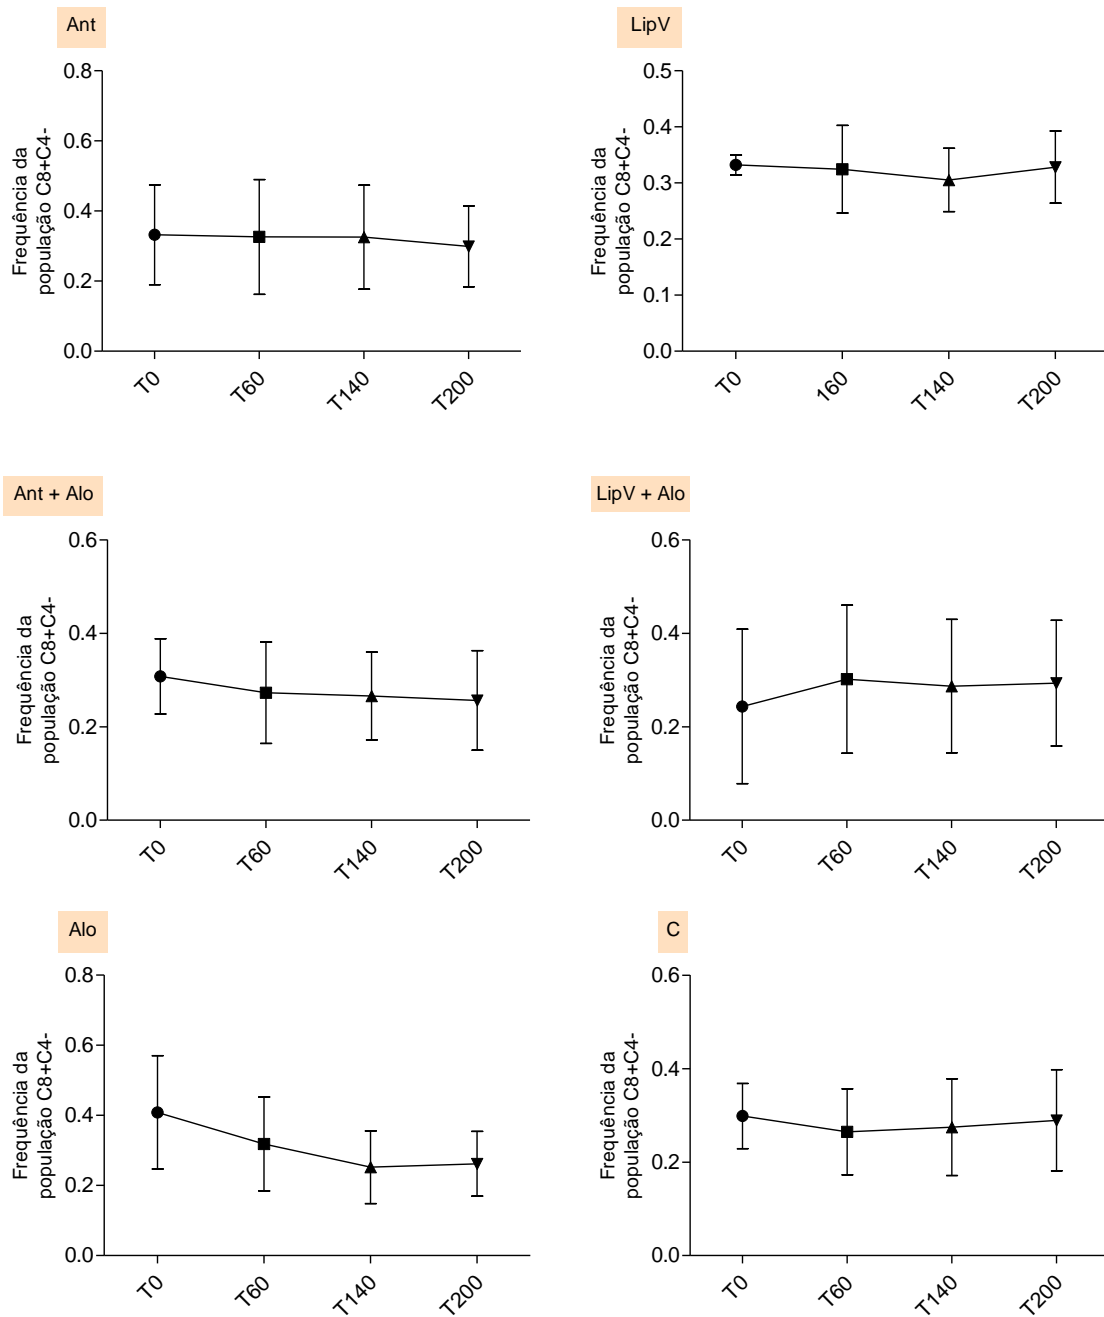 Ant
Frequência da
população C8+C4-
0.8
0.6
0.4
0.2
0.0
T0
T60
T140
T200
LipV
Frequência da
população C8+C4-
0.5
0.4
0.3
0.2
0.1
0.0
T0
160
T140
T200
Ant + Alo
Frequência da
população C8+C4-
0.6
0.4
0.2
0.0
T0
T60
T140
T200
LipV + Alo
Frequência da
população C8+C4-
0.6
0.4
0.2
0.0
T0
T60
T140
T200
Alo
Frequência da
população C8+C4-
0.8
0.6
0.4
0.2
0.0
T0
T60
T140
T200
C
Frequência da
população C8+C4-
0.6
0.4
0.2
0.0
T0
T60
T140
T200